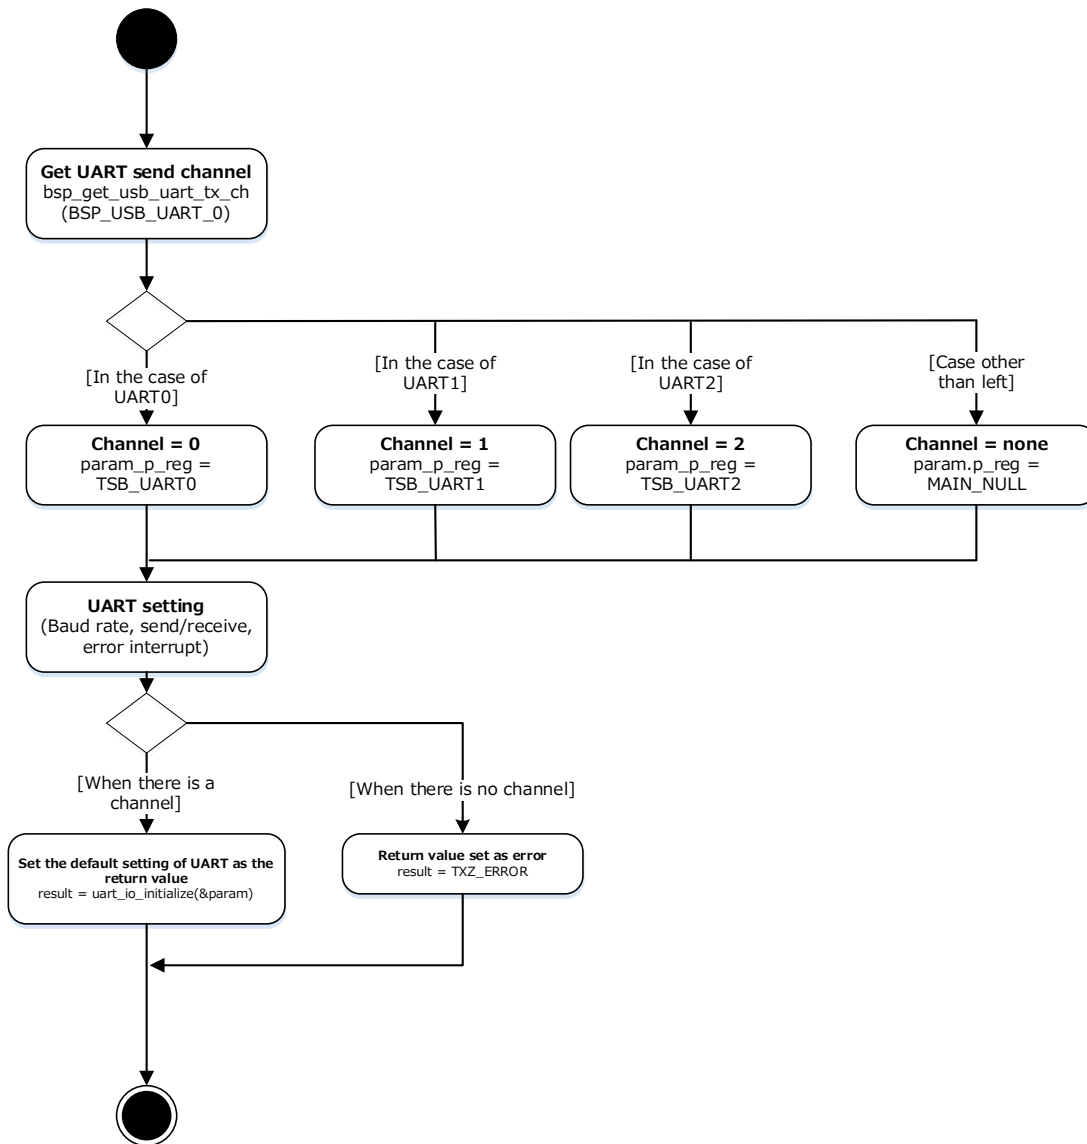 Get UART send channel
bsp_get_usb_uart_tx_ch
(BSP_USB_UART_0)
[In the case of
UART0]
[In the case of
UART1]
[In the case of
UART2]
[Case other
than left]
Channel = 0
param_p_reg =
TSB_UART0
Channel = 1
param_p_reg =
TSB_UART1
Channel = 2
param_p_reg =
TSB_UART2
Channel = none
param.p_reg =
MAIN_NULL
UART setting
(Baud rate, send/receive,
error interrupt)
[When there is a
channel]
[When there is no channel]
Set the default setting of UART as the
return value
result = uart_io_initialize(&param)
Return value set as error
result = TXZ_ERROR